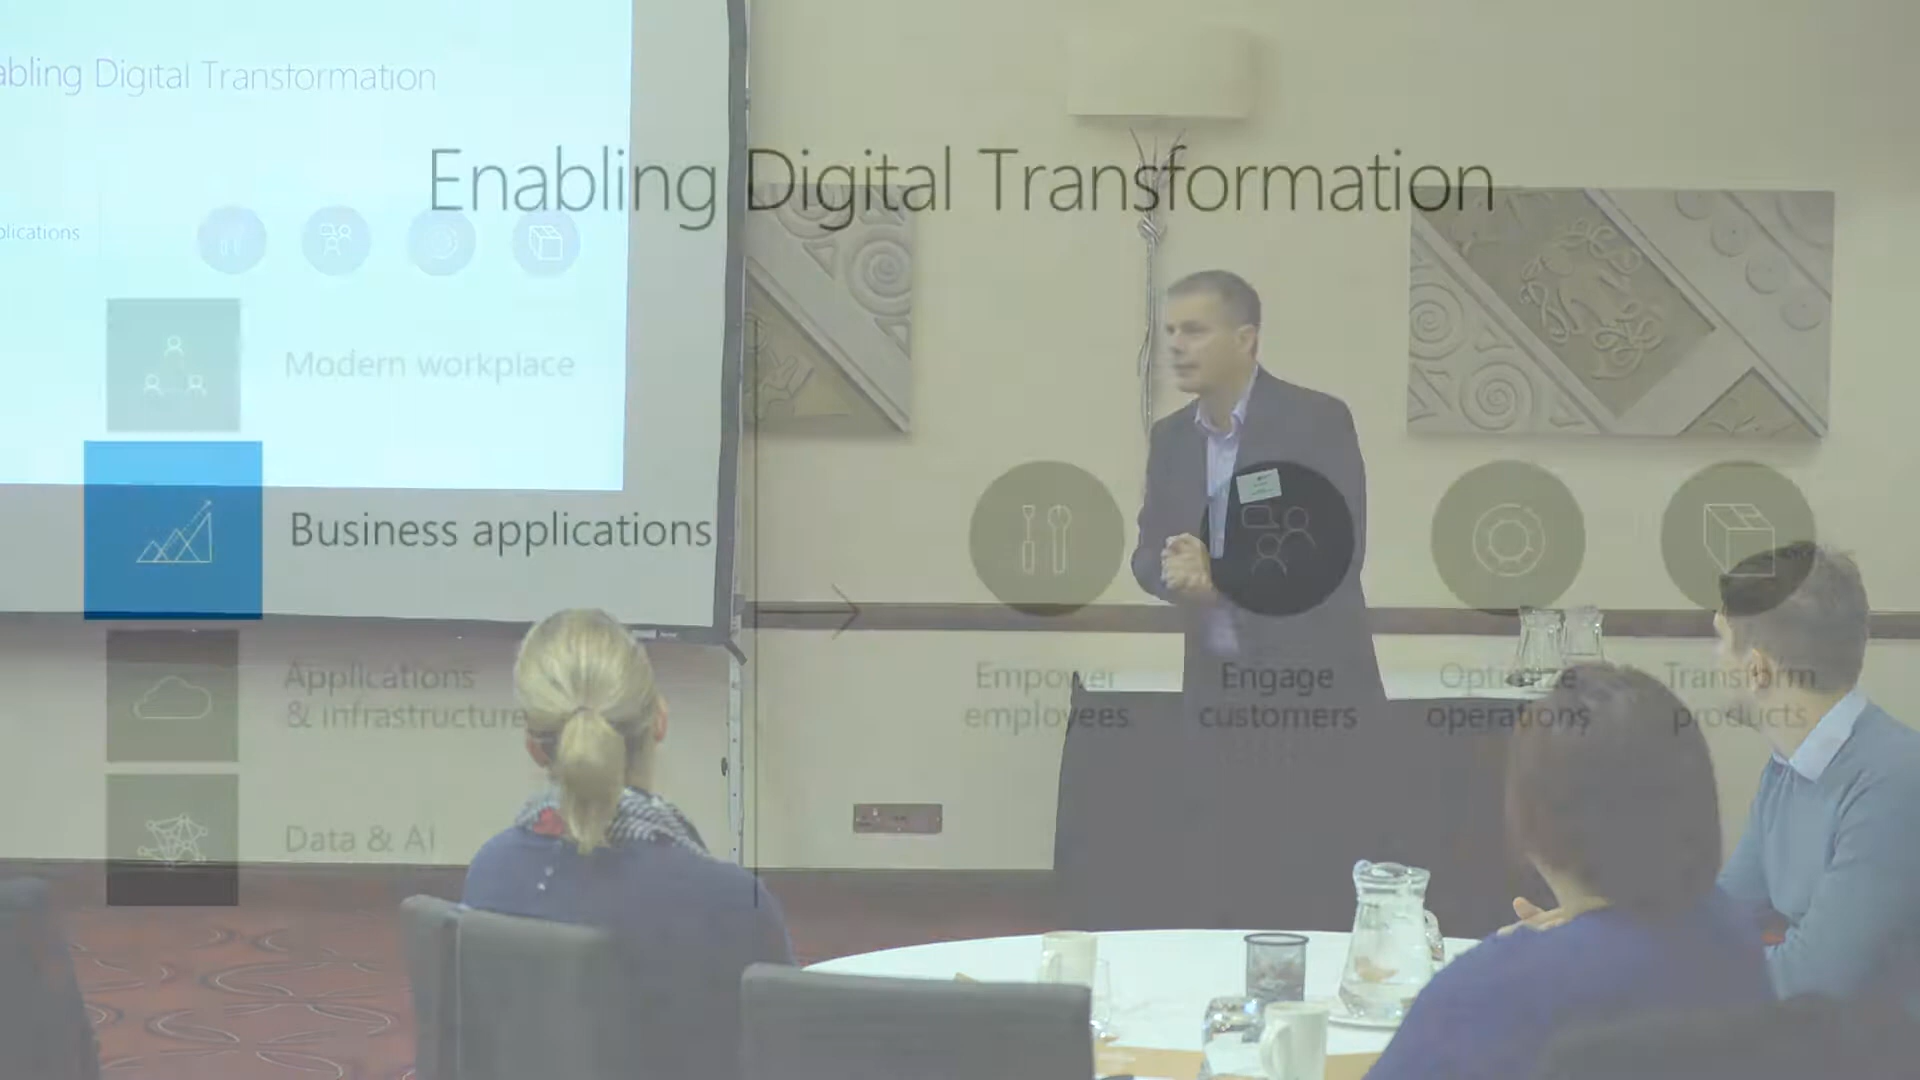 abling Digital Transformation
plications
Enabling Digital Transformation
Modern workplace
Business applications
Applications
& infrastructure
Data & AI
Empower
employees
Engage
customers
Optimize
operations
Transform
products